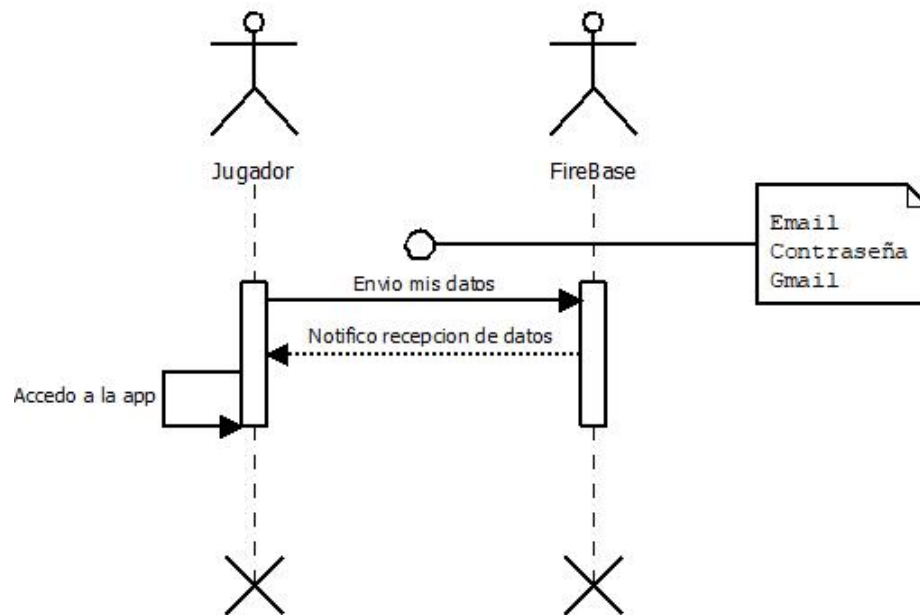 Jugador
FireBase
Email
Contraseña
Gmail
Envio mis datos
Notifico recepcion de datos
Accedo a la app